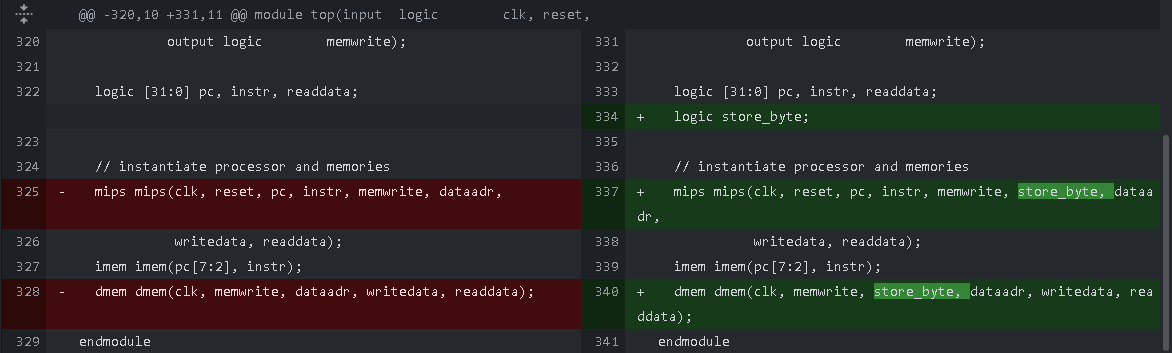 @@ -320,10 +331,11 @@ module top(input  logic        clk, reset,
320            output logic        memwrite);
321
322   logic [31:0] pc, instr, readdata;
323
324   // instantiate processor and memories
325 -   mips mips(clk, reset, pc, instr, memwrite, dataadr,
326             writedata, readdata);
327   imem imem(pc[7:2], instr);
328 -   dmem dmem(clk, memwrite, dataadr, writedata, readdata);
329 endmodule
331            output logic        memwrite);
332
333   logic [31:0] pc, instr, readdata;
334 +   logic store_byte;
335
336   // instantiate processor and memories
337 +   mips mips(clk, reset, pc, instr, memwrite, store_byte, dataa
dr,
338             writedata, readdata);
339   imem imem(pc[7:2], instr);
340 +   dmem dmem(clk, memwrite, store_byte, dataadr, writedata, rea
ddata);
341 endmodule